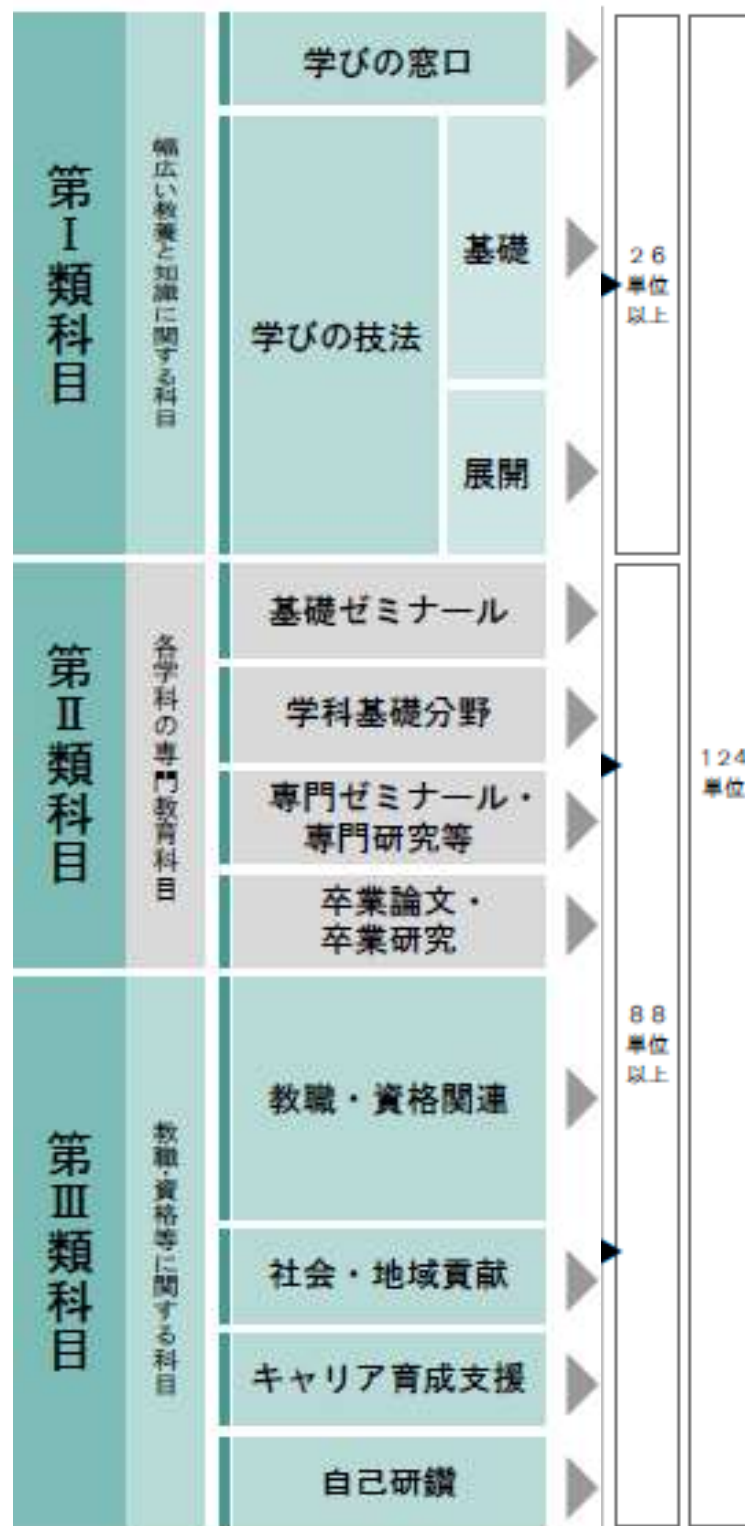 第Ⅰ類科目
幅広い教養と知識に関する科目
学びの窓口
学びの技法
基礎
展開
26
単位
以上
第Ⅱ類科目
各学科の専門教育科目
基礎ゼミナール
学科基礎分野
専門ゼミナール・
専門研究等
卒業論文・
卒業研究
第Ⅲ類科目
教職・資格等に関する科目
教職・資格関連
社会・地域貢献
キャリア育成支援
自己研鑽
88
単位
以上
124
単位